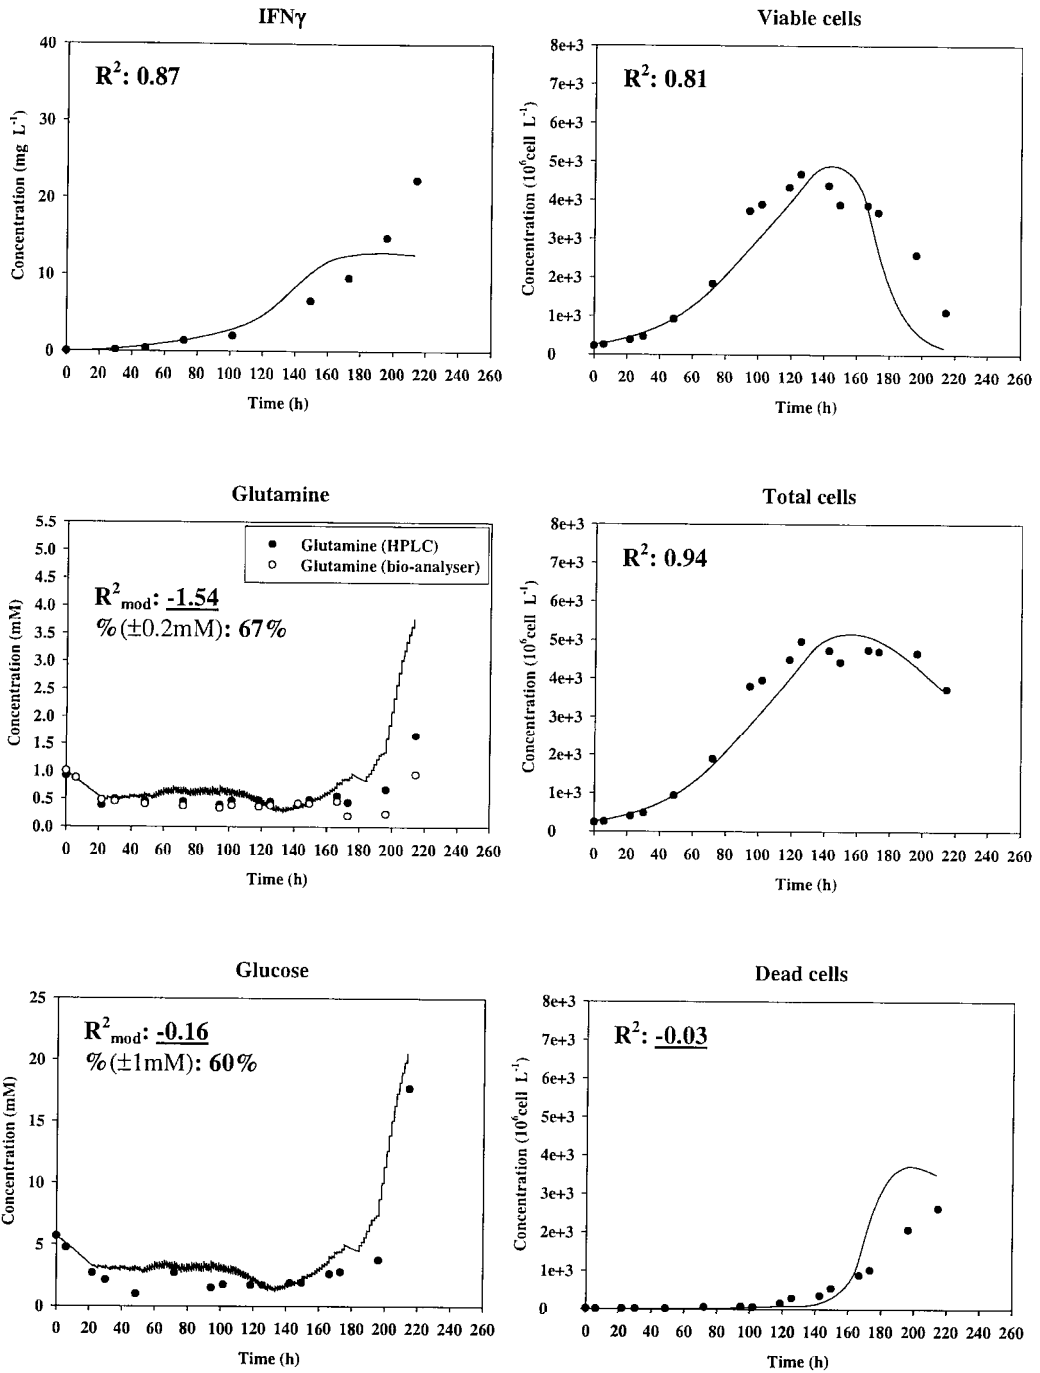 IFNγ
R²: 0.87
Concentration (mg L⁻¹)
40
30
20
10
0
0 20 40 60 80 100 120 140 160 180 200 220 240 260
Time (h)
Viable cells
R²: 0.81
Concentration (10⁶cell L⁻¹)
8e+3
7e+3
6e+3
5e+3
4e+3
3e+3
2e+3
1e+3
0
0 20 40 60 80 100 120 140 160 180 200 220 240 260
Time (h)
Glutamine
Glutamine (HPLC)
Glutamine (bio-analyser)
R²mod: -1.54
%(±0.2mM): 67%
Concentration (mM)
5.5
5.0
4.5
4.0
3.5
3.0
2.5
2.0
1.5
1.0
0.5
0.0
0 20 40 60 80 100 120 140 160 180 200 220 240 260
Time (h)
Total cells
R²: 0.94
Concentration (10⁶cell L⁻¹)
8e+3
7e+3
6e+3
5e+3
4e+3
3e+3
2e+3
1e+3
0
0 20 40 60 80 100 120 140 160 180 200 220 240 260
Time (h)
Glucose
R²mod: -0.16
%(±1mM): 60%
Concentration (mM)
25
20
15
10
5
0
0 20 40 60 80 100 120 140 160 180 200 220 240 260
Time (h)
Dead cells
R²: -0.03
Concentration (10⁶cell L⁻¹)
8e+3
7e+3
6e+3
5e+3
4e+3
3e+3
2e+3
1e+3
0
0 20 40 60 80 100 120 140 160 180 200 220 240 260
Time (h)